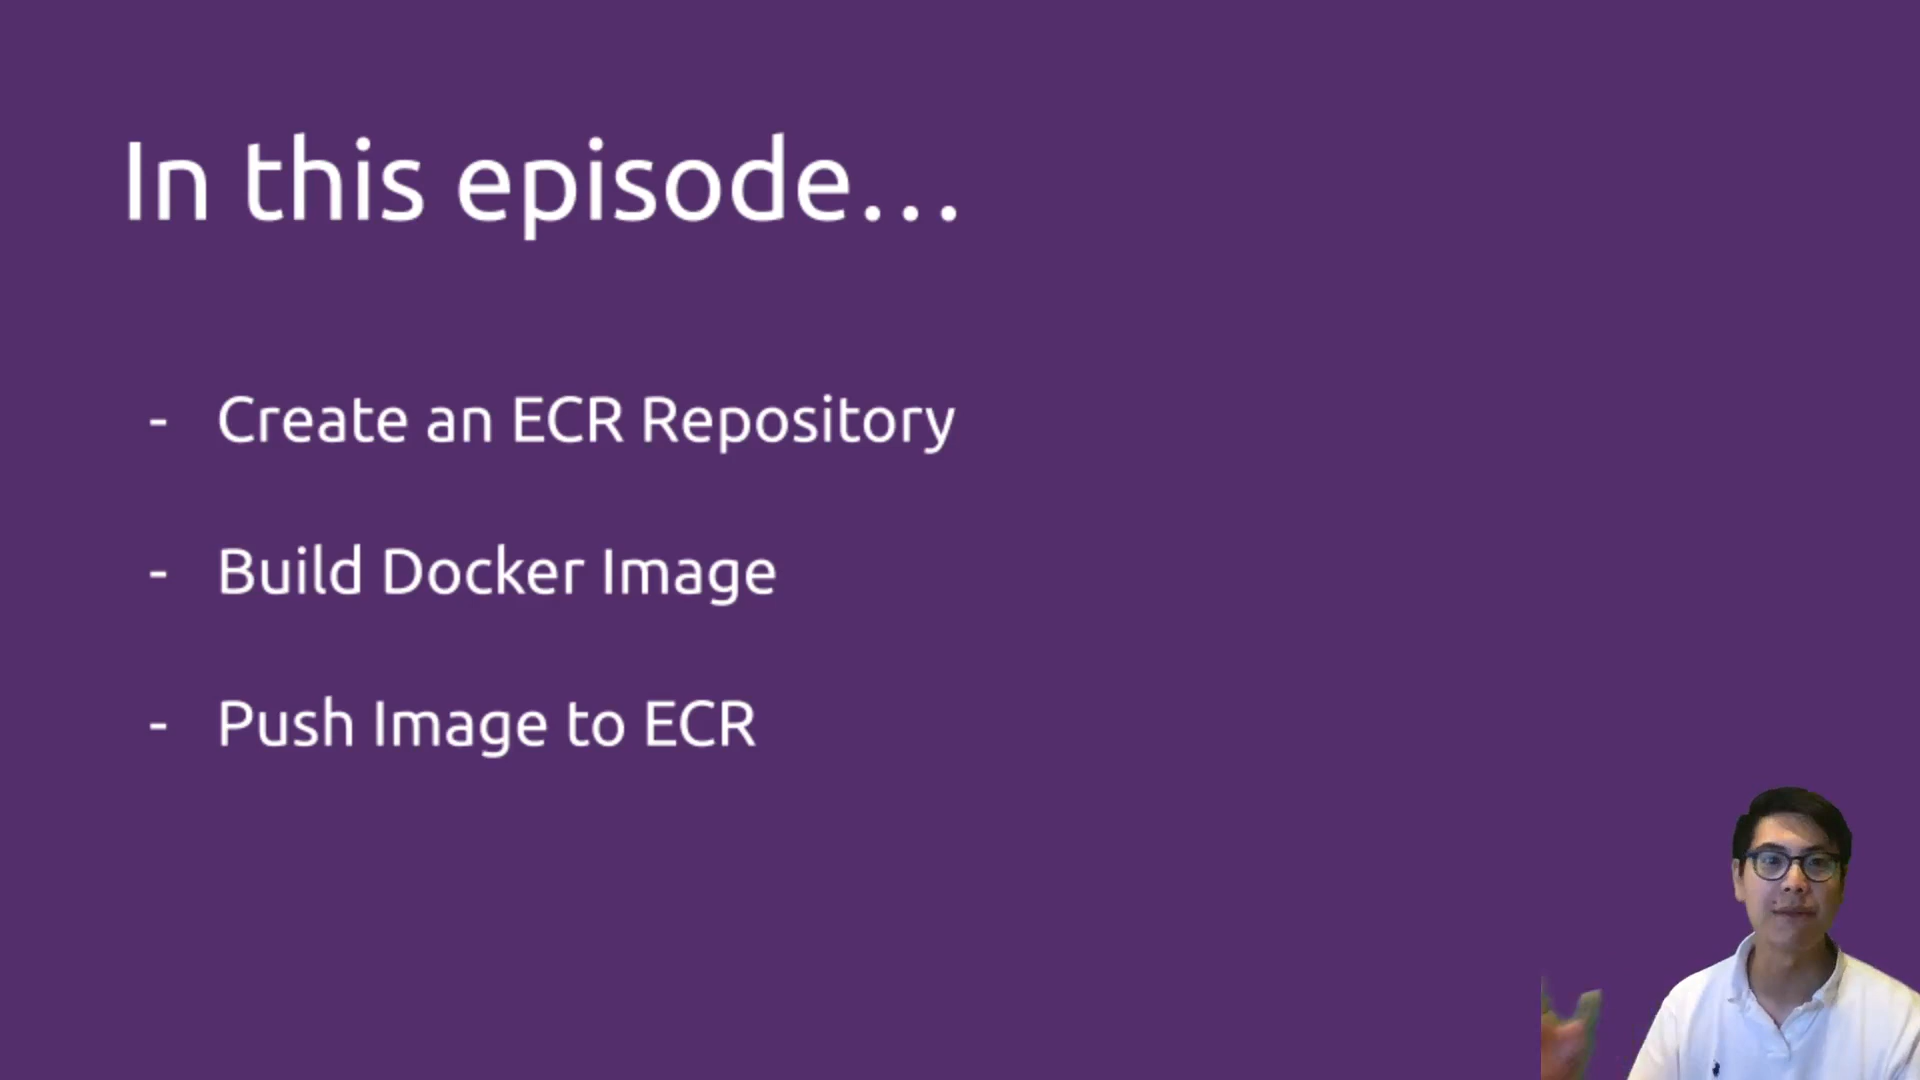 In this episode...
- Create an ECR Repository
- Build Docker Image
- Push Image to ECR